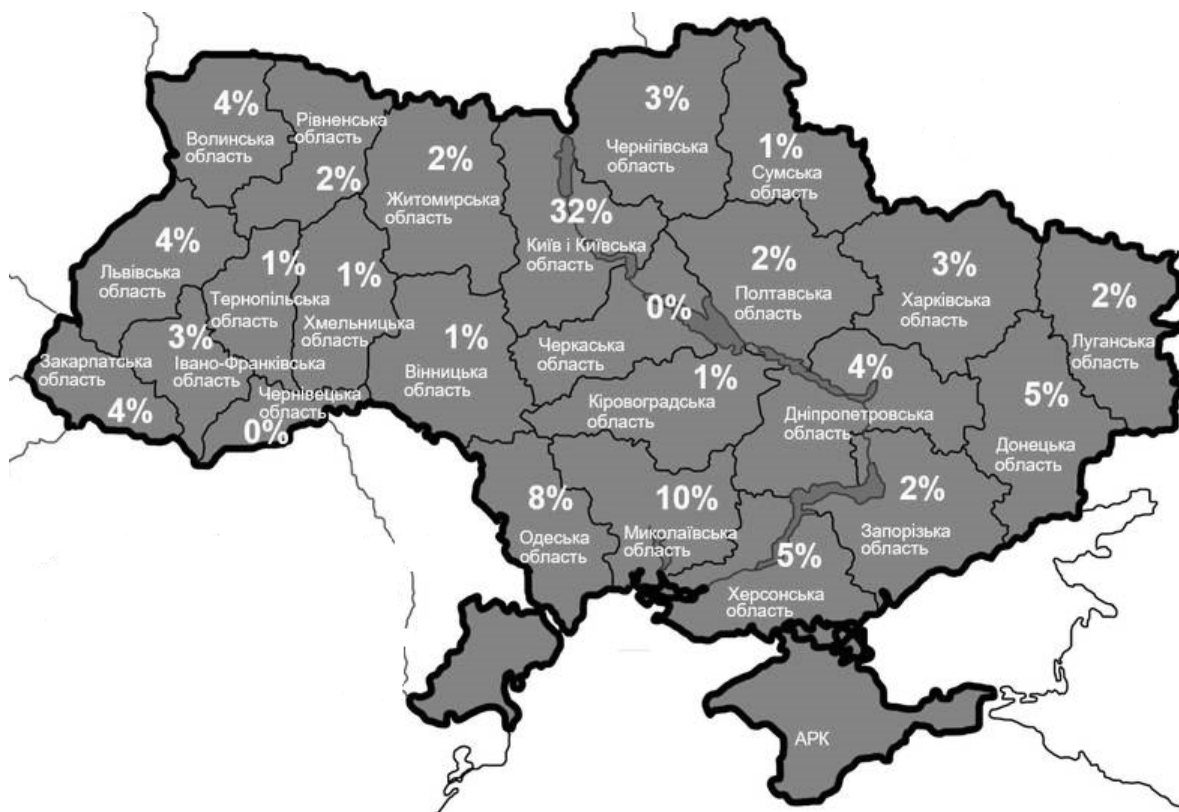 4%
Волинська
область
Рівненська
область
2%
2%
Житомирська
область
32%
Київ і Київська
область
3%
Чернігівська
область
1%
Сумська
область
4%
Львівська
область
1%
Тернопільська
область
1%
Хмельницька
область
1%
Вінницька
область
0%
Черкаська
область
2%
Полтавська
область
3%
Харківська
область
2%
Луганська
область
Закарпатська
область
4%
3%
Івано-Франківська
область
Чернівецька
область
0%
1%
Кіровоградська
область
4%
Дніпропетровська
область
5%
Донецька
область
8%
Одеська
область
10%
Миколаївська
область
5%
Херсонська
область
2%
Запорізька
область
АРК